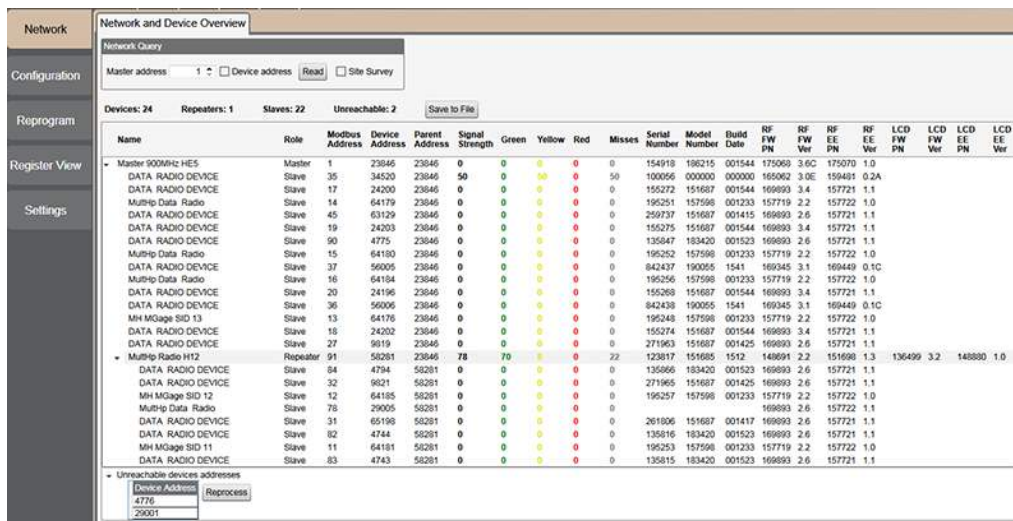 Network
Configuration
Reprogram
Register View
Settings
Network and Device Overview
Network Query
Master address 1 Device address Read Site Survey
Devices: 24 Repeaters: 1 Slaves: 22 Unreachable: 2 Save to File
Name Role Modbus Address Device Address Parent Address Signal Strength Green Yellow Red Misses Serial Number Model Number Build Date RF FW PN RF FW Ver RF EE PN RF EE Ver LCD FW PN LCD FW Ver LCD EE PN LCD EE Ver
Master 900MHz HE5 Master 1 23846 0 0 0 0 0 154918 186215 001544 175068 3.6C 175070 1.0
DATA RADIO DEVICE Slave 35 34520 23846 50 0 50 0 50 100056 000000 000000 165062 3.0E 159481 0.2A
DATA RADIO DEVICE Slave 17 24200 23846 0 0 0 0 0 155272 151687 001544 169893 3.4 157721 1.1
MultHp Data Radio Slave 14 64179 23846 0 0 0 0 0 195251 157598 001233 157719 2.2 157722 1.0
DATA RADIO DEVICE Slave 45 63129 23846 0 0 0 0 0 259737 151687 001415 169893 2.6 157721 1.1
DATA RADIO DEVICE Slave 19 24203 23846 0 0 0 0 0 155275 151687 001544 169893 3.4 157721 1.1
DATA RADIO DEVICE Slave 90 4775 23846 0 0 0 0 0 135847 183420 001523 169893 2.6 157721 1.1
MultHp Data Radio Slave 15 64180 23846 0 0 0 0 0 195252 157598 001233 157719 2.2 157722 1.0
DATA RADIO DEVICE Slave 37 56005 23846 0 0 0 0 0 842437 190055 1541 169345 3.1 169449 0.1C
MultHp Data Radio Slave 16 64184 23846 0 0 0 0 0 195256 157598 001233 157719 2.2 157722 1.0
DATA RADIO DEVICE Slave 20 24196 23846 0 0 0 0 0 155268 151687 001544 169893 3.4 157721 1.1
DATA RADIO DEVICE Slave 36 56006 23846 0 0 0 0 0 842438 190055 1541 169345 3.1 169449 0.1C
MH MGage SID 13 Slave 13 64176 23846 0 0 0 0 0 195248 157598 001233 157719 2.2 157722 1.0
DATA RADIO DEVICE Slave 18 24202 23846 0 0 0 0 0 155274 151687 001544 169893 3.4 157721 1.1
DATA RADIO DEVICE Slave 27 9819 23846 0 0 0 0 0 271963 151687 001425 169893 2.6 157721 1.1
MultHp Radio H12 Repeater 91 58281 23846 78 70 8 0 22 123817 151685 1512 148691 2.2 151698 1.3 136499 3.2 148880 1.0
DATA RADIO DEVICE Slave 84 4794 58281 0 0 0 0 0 135866 183420 001523 169893 2.6 157721 1.1
DATA RADIO DEVICE Slave 32 9821 58281 0 0 0 0 0 271965 151687 001425 169893 2.6 157721 1.1
MH MGage SID 12 Slave 12 64185 58281 0 0 0 0 0 195257 157598 001233 157719 2.2 157722 1.0
MultHp Data Radio Slave 78 29005 58281 0 0 0 0 0 169893 2.6 157722 1.1
DATA RADIO DEVICE Slave 31 65198 58281 0 0 0 0 0 261806 151687 001417 169893 2.6 157721 1.1
DATA RADIO DEVICE Slave 82 4744 58281 0 0 0 0 0 135816 183420 001523 169893 2.6 157721 1.1
MH MGage SID 11 Slave 11 64181 58281 0 0 0 0 0 195253 157598 001233 157719 2.2 157722 1.0
DATA RADIO DEVICE Slave 83 4743 58281 0 0 0 0 0 135815 183420 001523 169893 2.6 157721 1.1
Unreachable devices addresses
Device Address Reprocess
4776
29001